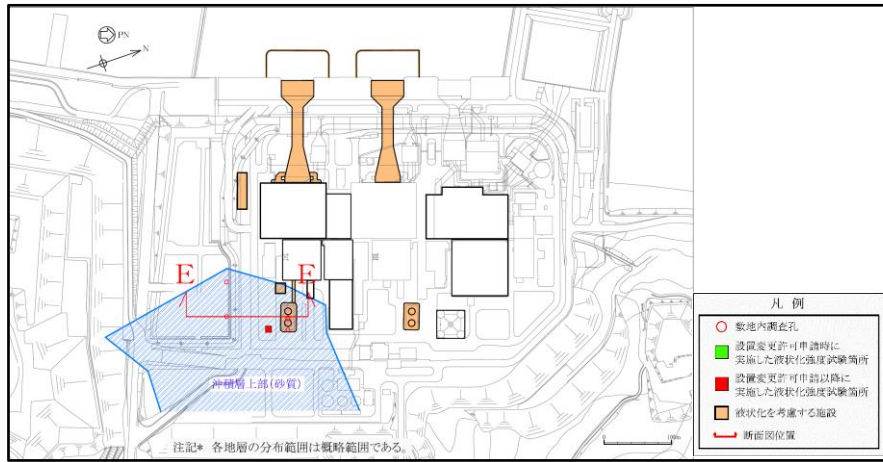 PN
N
E
E
沖積層上部(砂質)
注記* 各地層の分布範囲は概略範囲である。
0
100m
凡 例
敷地内調査孔
設置変更許可申請時に
実施した液状化強度試験箇所
設置変更許可申請以降に
実施した液状化強度試験箇所
液状化を考慮する施設
断面図位置